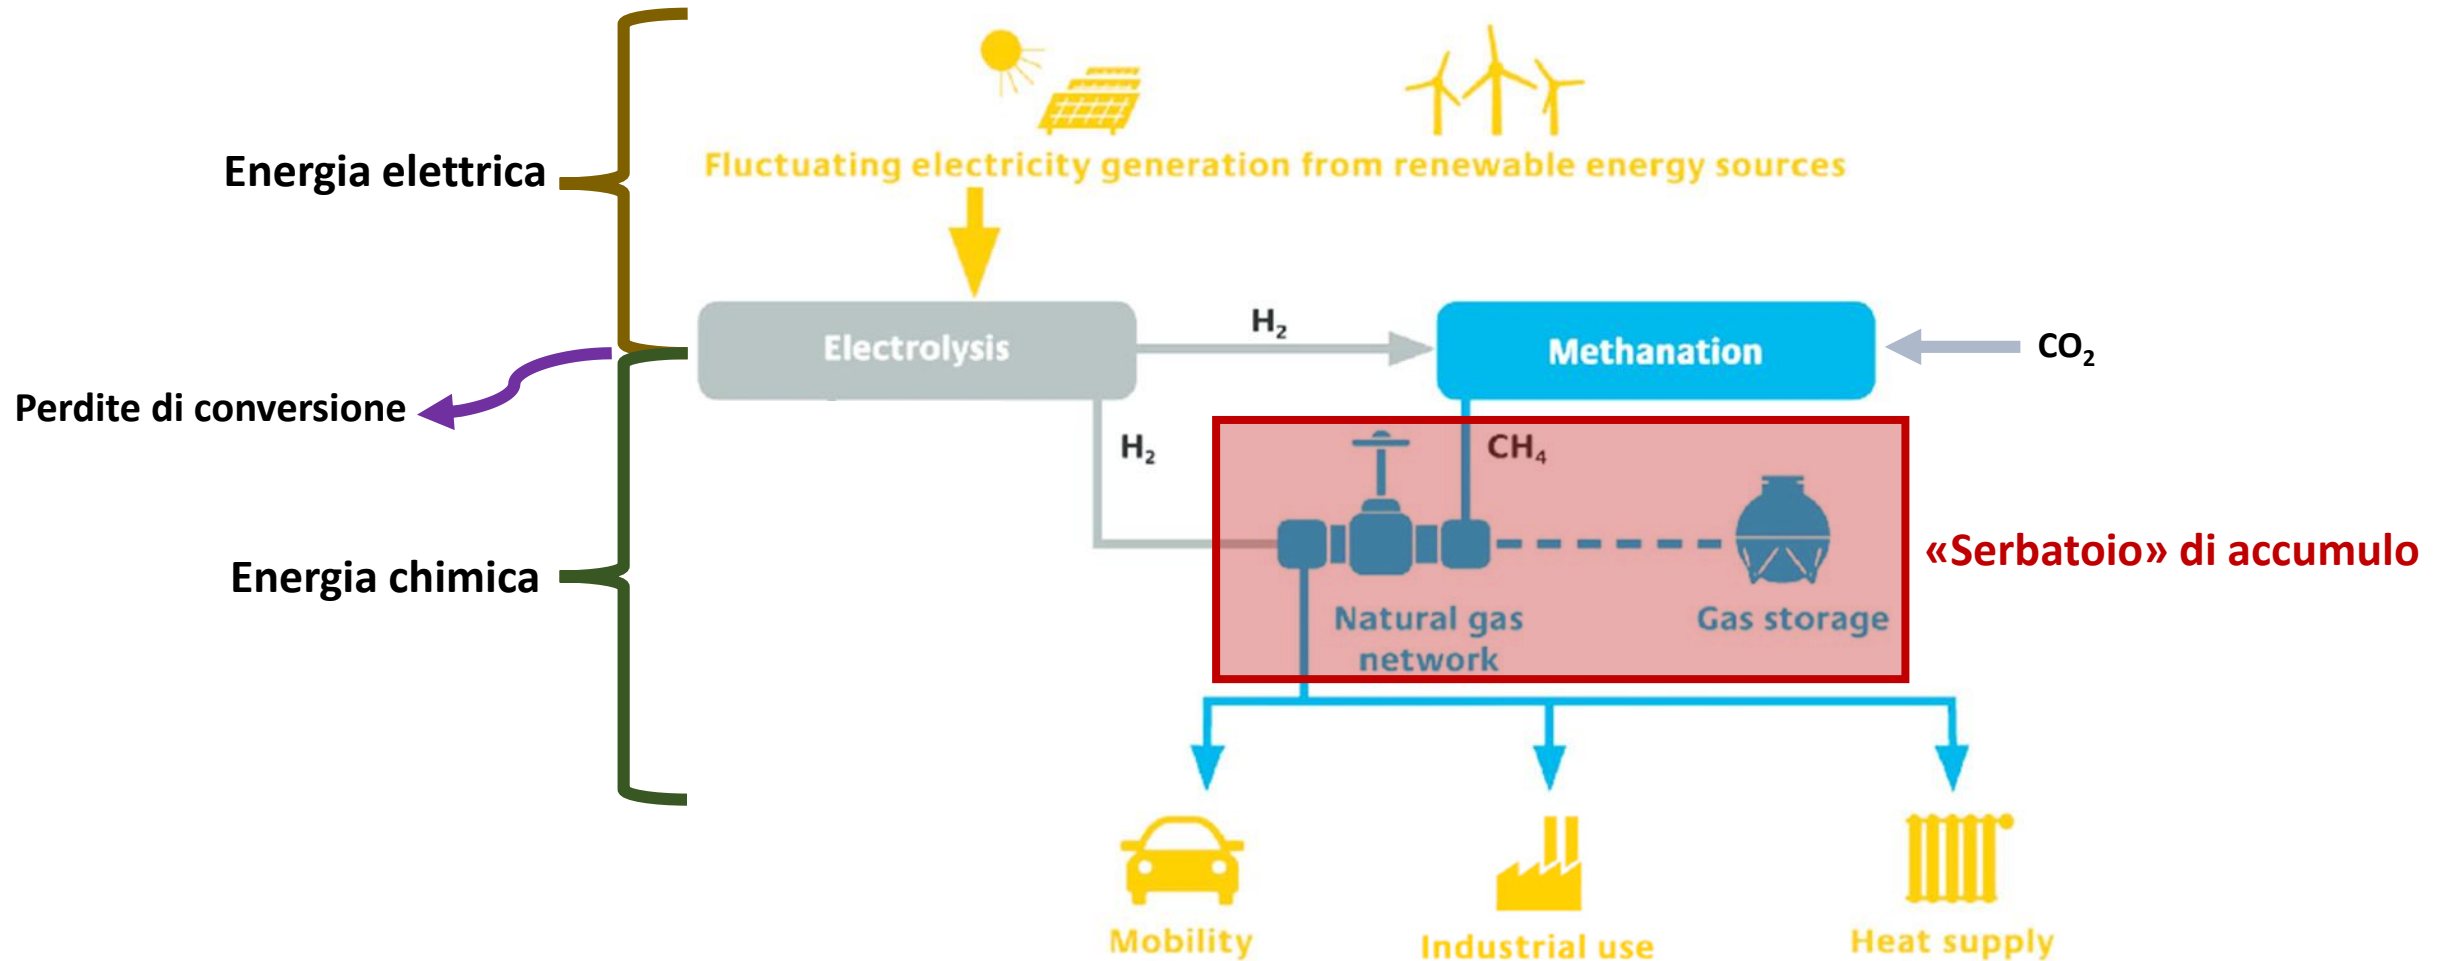 Energia elettrica
Fluctuating electricity generation from renewable energy sources
Electrolysis
H₂
Methanation
CO₂
Perdite di conversione
H₂
CH₄
Energia chimica
«Serbatoio» di accumulo
Natural gas
network
Gas storage
Mobility
Industrial use
Heat supply